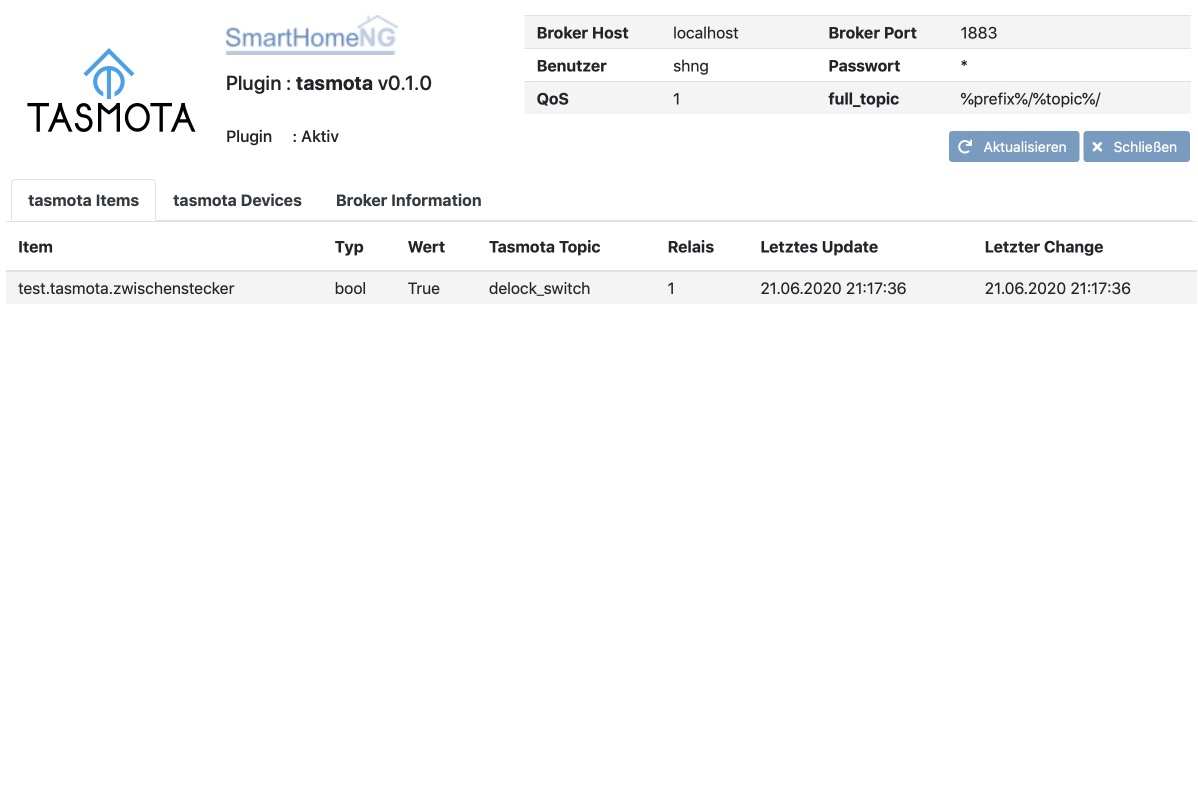 TASMOTA
SmartHomeNG
Plugin : tasmota v0.1.0
Plugin : Aktiv
Broker Host localhost Broker Port 1883
Benutzer shng Passwort *
QoS 1 full_topic %prefix%/%topic%/
Aktualisieren Schließen
tasmota Items tasmota Devices Broker Information
Item Typ Wert Tasmota Topic Relais Letztes Update Letzter Change
test.tasmota.zwischenstecker bool True delock_switch 1 21.06.2020 21:17:36 21.06.2020 21:17:36